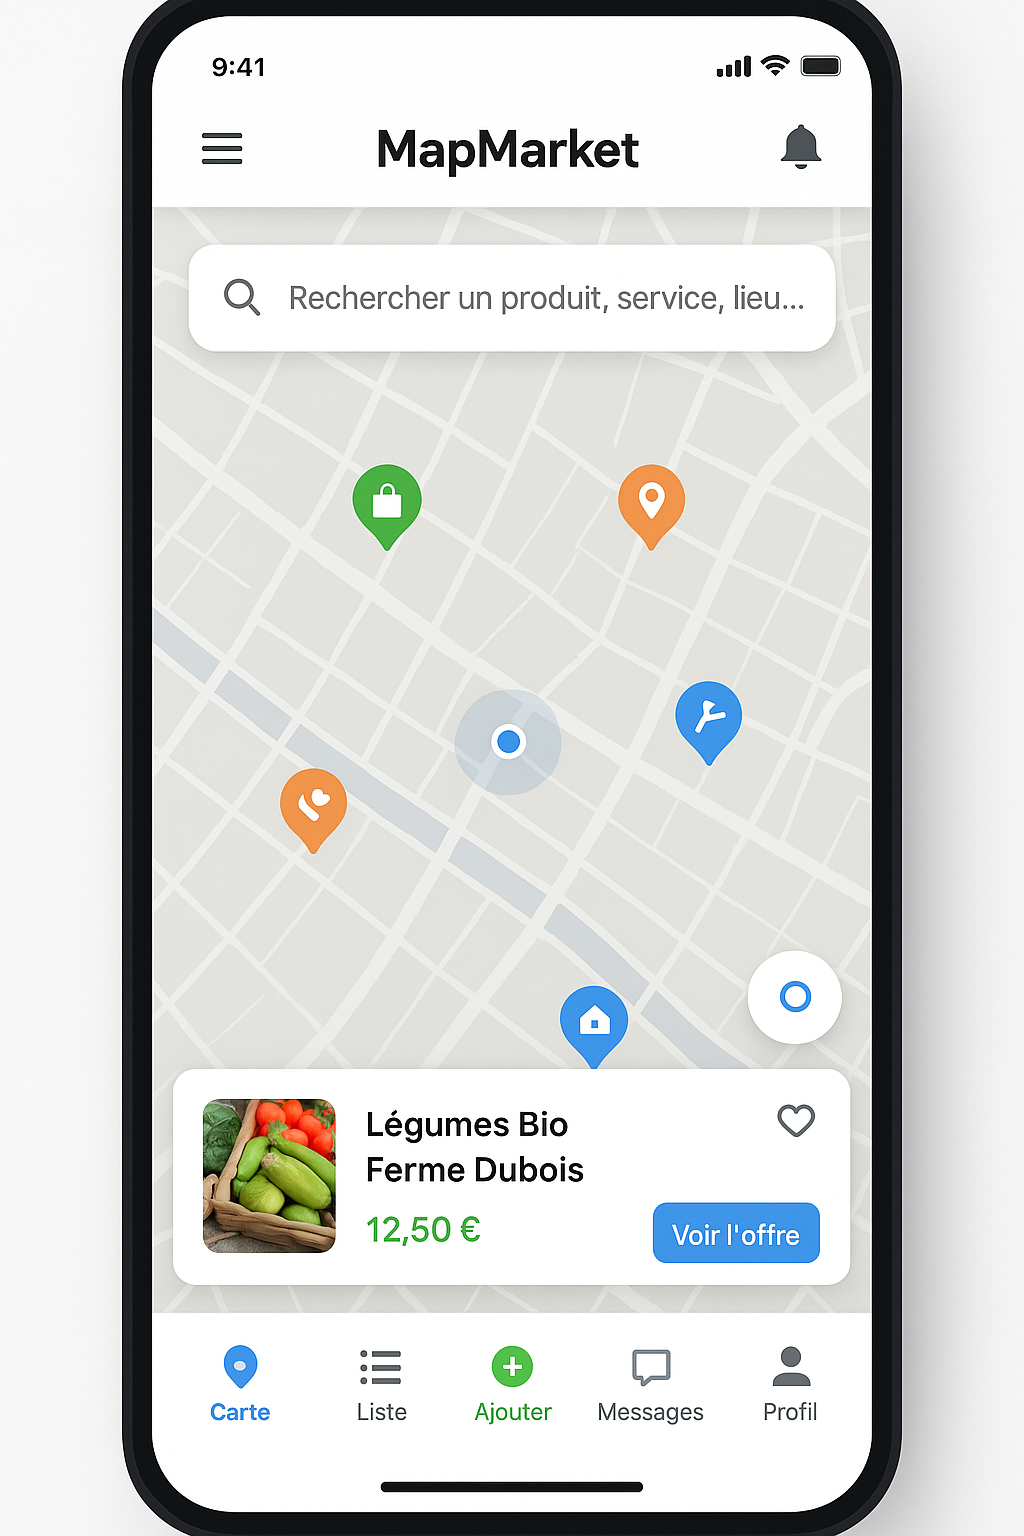 9:41
MapMarket
Rechercher un produit, service, lieu...
Légumes Bio
Ferme Dubois
12,50 €
Voir l'offre
Carte
Liste
Ajouter
Messages
Profil